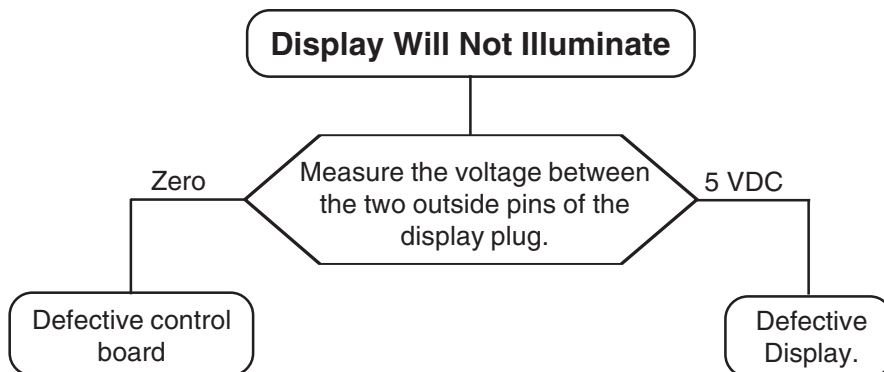 Display Will Not Illuminate
Zero
Measure the voltage between
the two outside pins of the
display plug.
5 VDC
Defective control
board
Defective
Display.